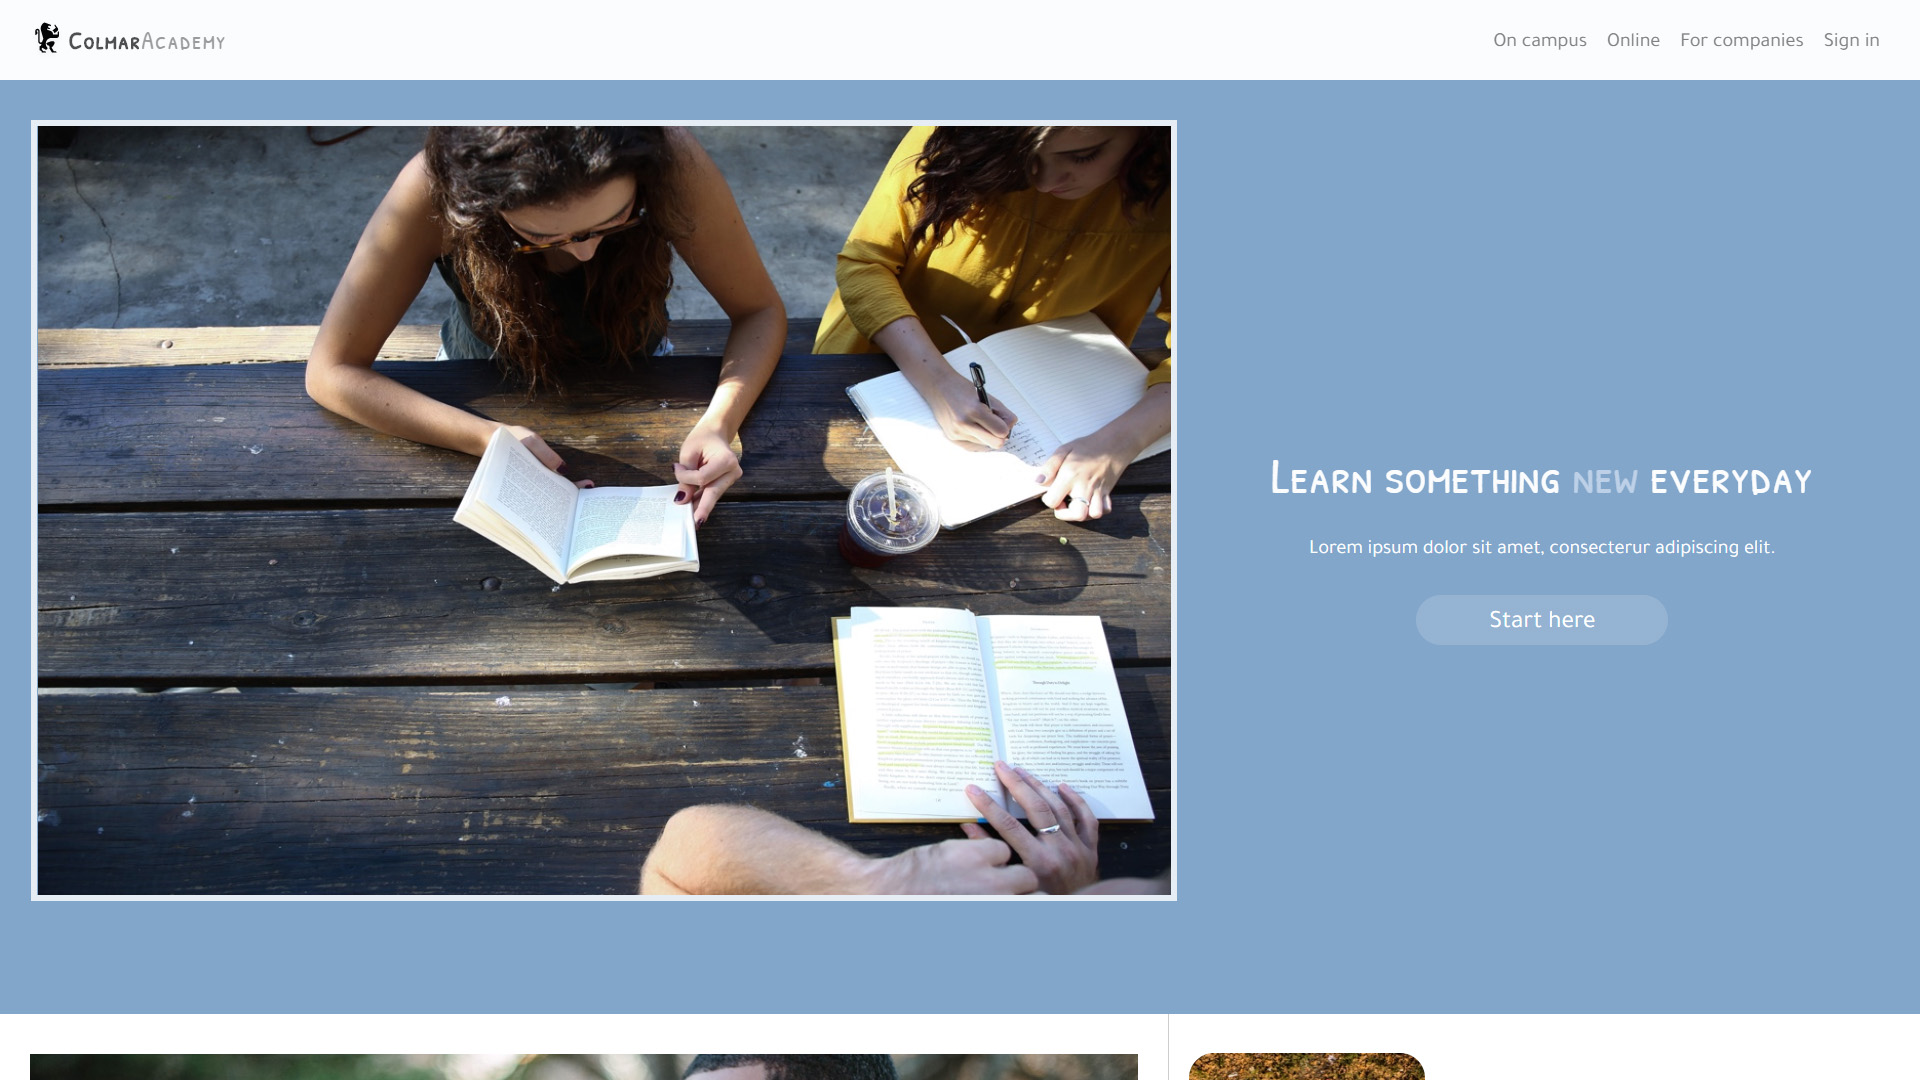 ColmarAcademy
On campus Online For companies Sign in
Learn something new everyday
Lorem ipsum dolor sit amet, consecterur adipiscing elit.
Start here